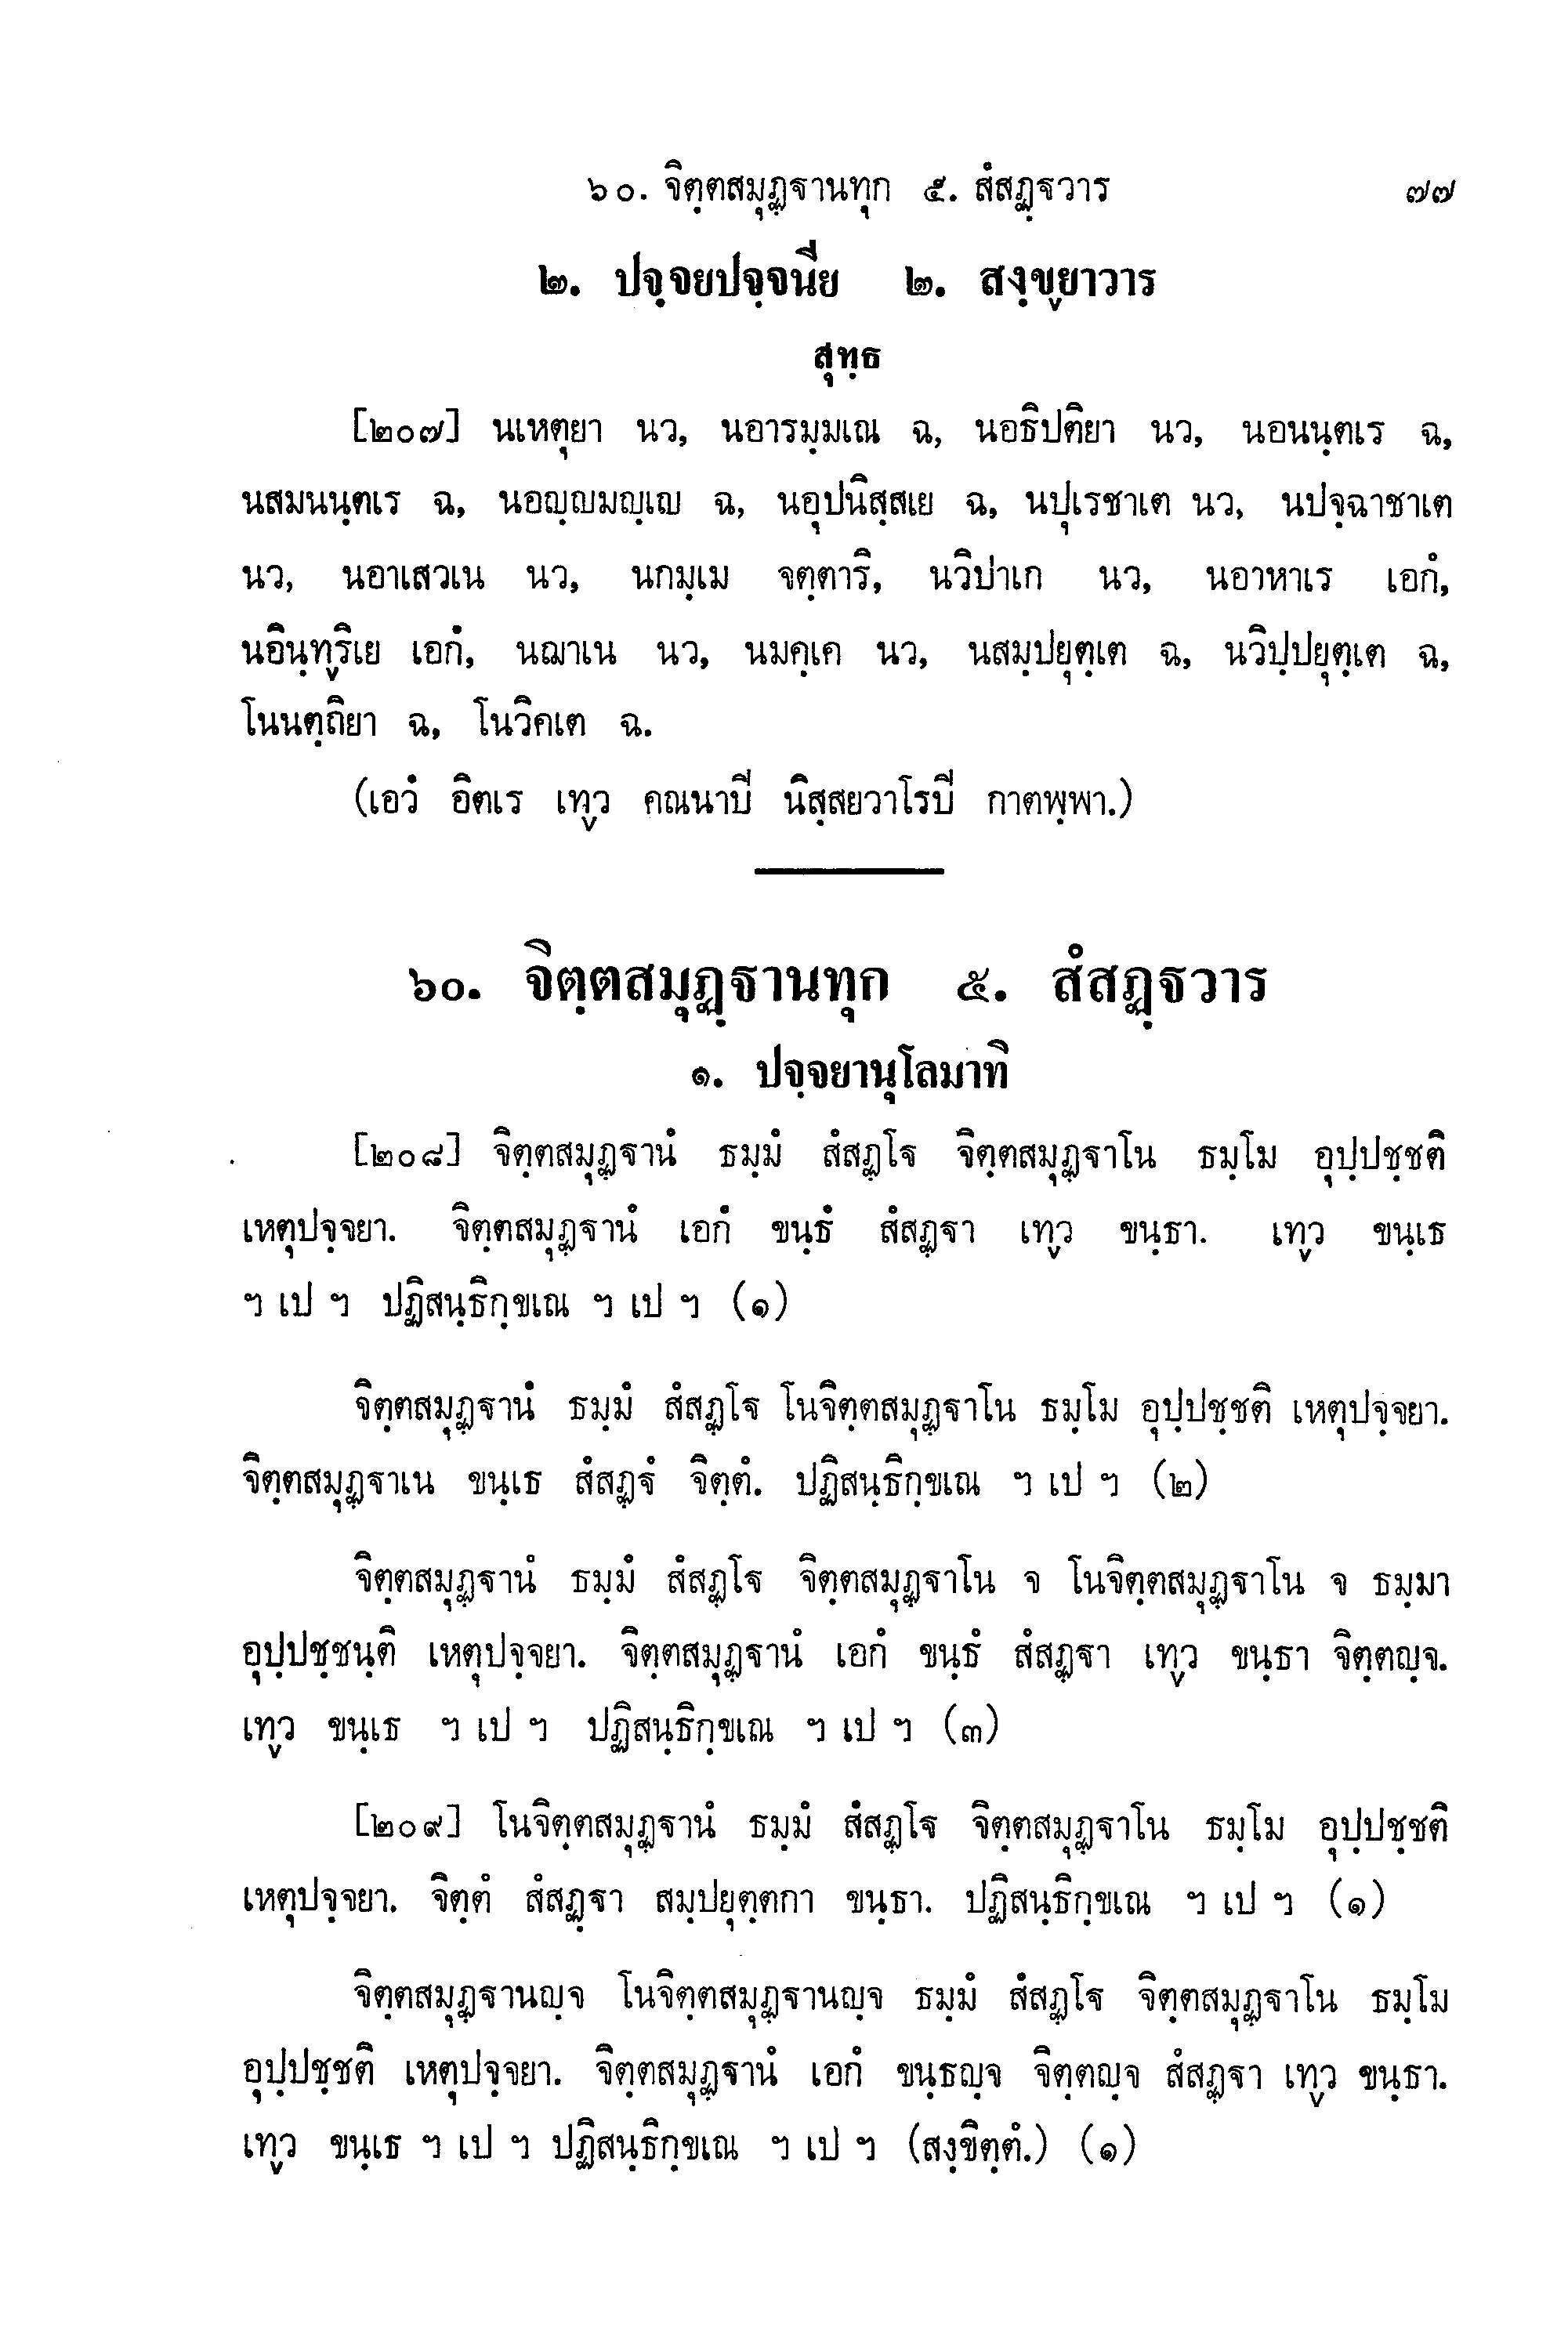 ๖๐. จิตฺตสมุฏฺฐานทุก ๕. สํสฏฺฐวาร ๗๗
๒. ปจฺจยปจฺจนีย ๒. สงฺขฺยาวาร
สุทฺธ
[๒๐๗] นเหตุยา นว, นอารมฺมเณ ฉ, นอธิปติยา นว, นอนนฺตเร ฉ,
นสมนนฺตเร ฉ, นอญฺญมญฺเญ ฉ, นอุปนิสฺสเย ฉ, นปุเรชาเต นว, นปจฺฉาชาเต
นว, นอาเสวเน นว, นกมฺเม จตฺตาริ, นวิปาเก นว, นอาหาเร เอกํ,
นอินฺทฺริเย เอกํ, นฌาเน นว, นมคฺเค นว, นสมฺปยุตฺเต ฉ, นวิปฺปยุตฺเต ฉ,
โนนตฺถิยา ฉ, โนวิคเต ฉ.
(เอวํ อิตเร เทฺว คณนาปิ นิสฺสยวาโรปิ กาตพฺพา.)
๖๐. จิตฺตสมุฏฺฐานทุก ๕. สํสฏฺฐวาร
๑. ปจฺจยานุโลมาทิ
[๒๐๘] จิตฺตสมุฏฺฐานํ ธมฺมํ สํสฏฺโฐ จิตฺตสมุฏฺฐาโน ธมฺโม อุปฺปชฺชติ
เหตุปจฺจยา. จิตฺตสมุฏฺฐานํ เอกํ ขนฺธํ สํสฏฺฐา เทฺว ขนฺธา. เทฺว ขนฺเธ
ฯ เป ฯ ปฏิสนฺธิกฺขเณ ฯ เป ฯ (๑)
จิตฺตสมุฏฺฐานํ ธมฺมํ สํสฏฺโฐ โนจิตฺตสมุฏฺฐาโน ธมฺโม อุปฺปชฺชติ เหตุปจฺจยา.
จิตฺตสมุฏฺฐาเน ขนฺเธ สํสฏฺฐํ จิตฺตํ. ปฏิสนฺธิกฺขเณ ฯ เป ฯ (๒)
จิตฺตสมุฏฺฐานํ ธมฺมํ สํสฏฺโฐ จิตฺตสมุฏฺฐาโน จ โนจิตฺตสมุฏฺฐาโน จ ธมฺมา
อุปฺปชฺชนฺติ เหตุปจฺจยา. จิตฺตสมุฏฺฐานํ เอกํ ขนฺธํ สํสฏฺฐา เทฺว ขนฺธา จิตฺตญฺจ.
เทฺว ขนฺเธ ฯ เป ฯ ปฏิสนฺธิกฺขเณ ฯ เป ฯ (๓)
[๒๐๙] โนจิตฺตสมุฏฺฐานํ ธมฺมํ สํสฏฺโฐ จิตฺตสมุฏฺฐาโน ธมฺโม อุปฺปชฺชติ
เหตุปจฺจยา. จิตฺตํ สํสฏฺฐา สมฺปยุตฺตกา ขนฺธา. ปฏิสนฺธิกฺขเณ ฯ เป ฯ (๑)
จิตฺตสมุฏฺฐานญฺจ โนจิตฺตสมุฏฺฐานญฺจ ธมฺมํ สํสฏฺโฐ จิตฺตสมุฏฺฐาโน ธมฺโม
อุปฺปชฺชติ เหตุปจฺจยา. จิตฺตสมุฏฺฐานํ เอกํ ขนฺธญฺจ จิตฺตญฺจ สํสฏฺฐา เทฺว ขนฺธา.
เทฺว ขนฺเธ ฯ เป ฯ ปฏิสนฺธิกฺขเณ ฯ เป ฯ (สงฺขิตฺตํ.) (๑)